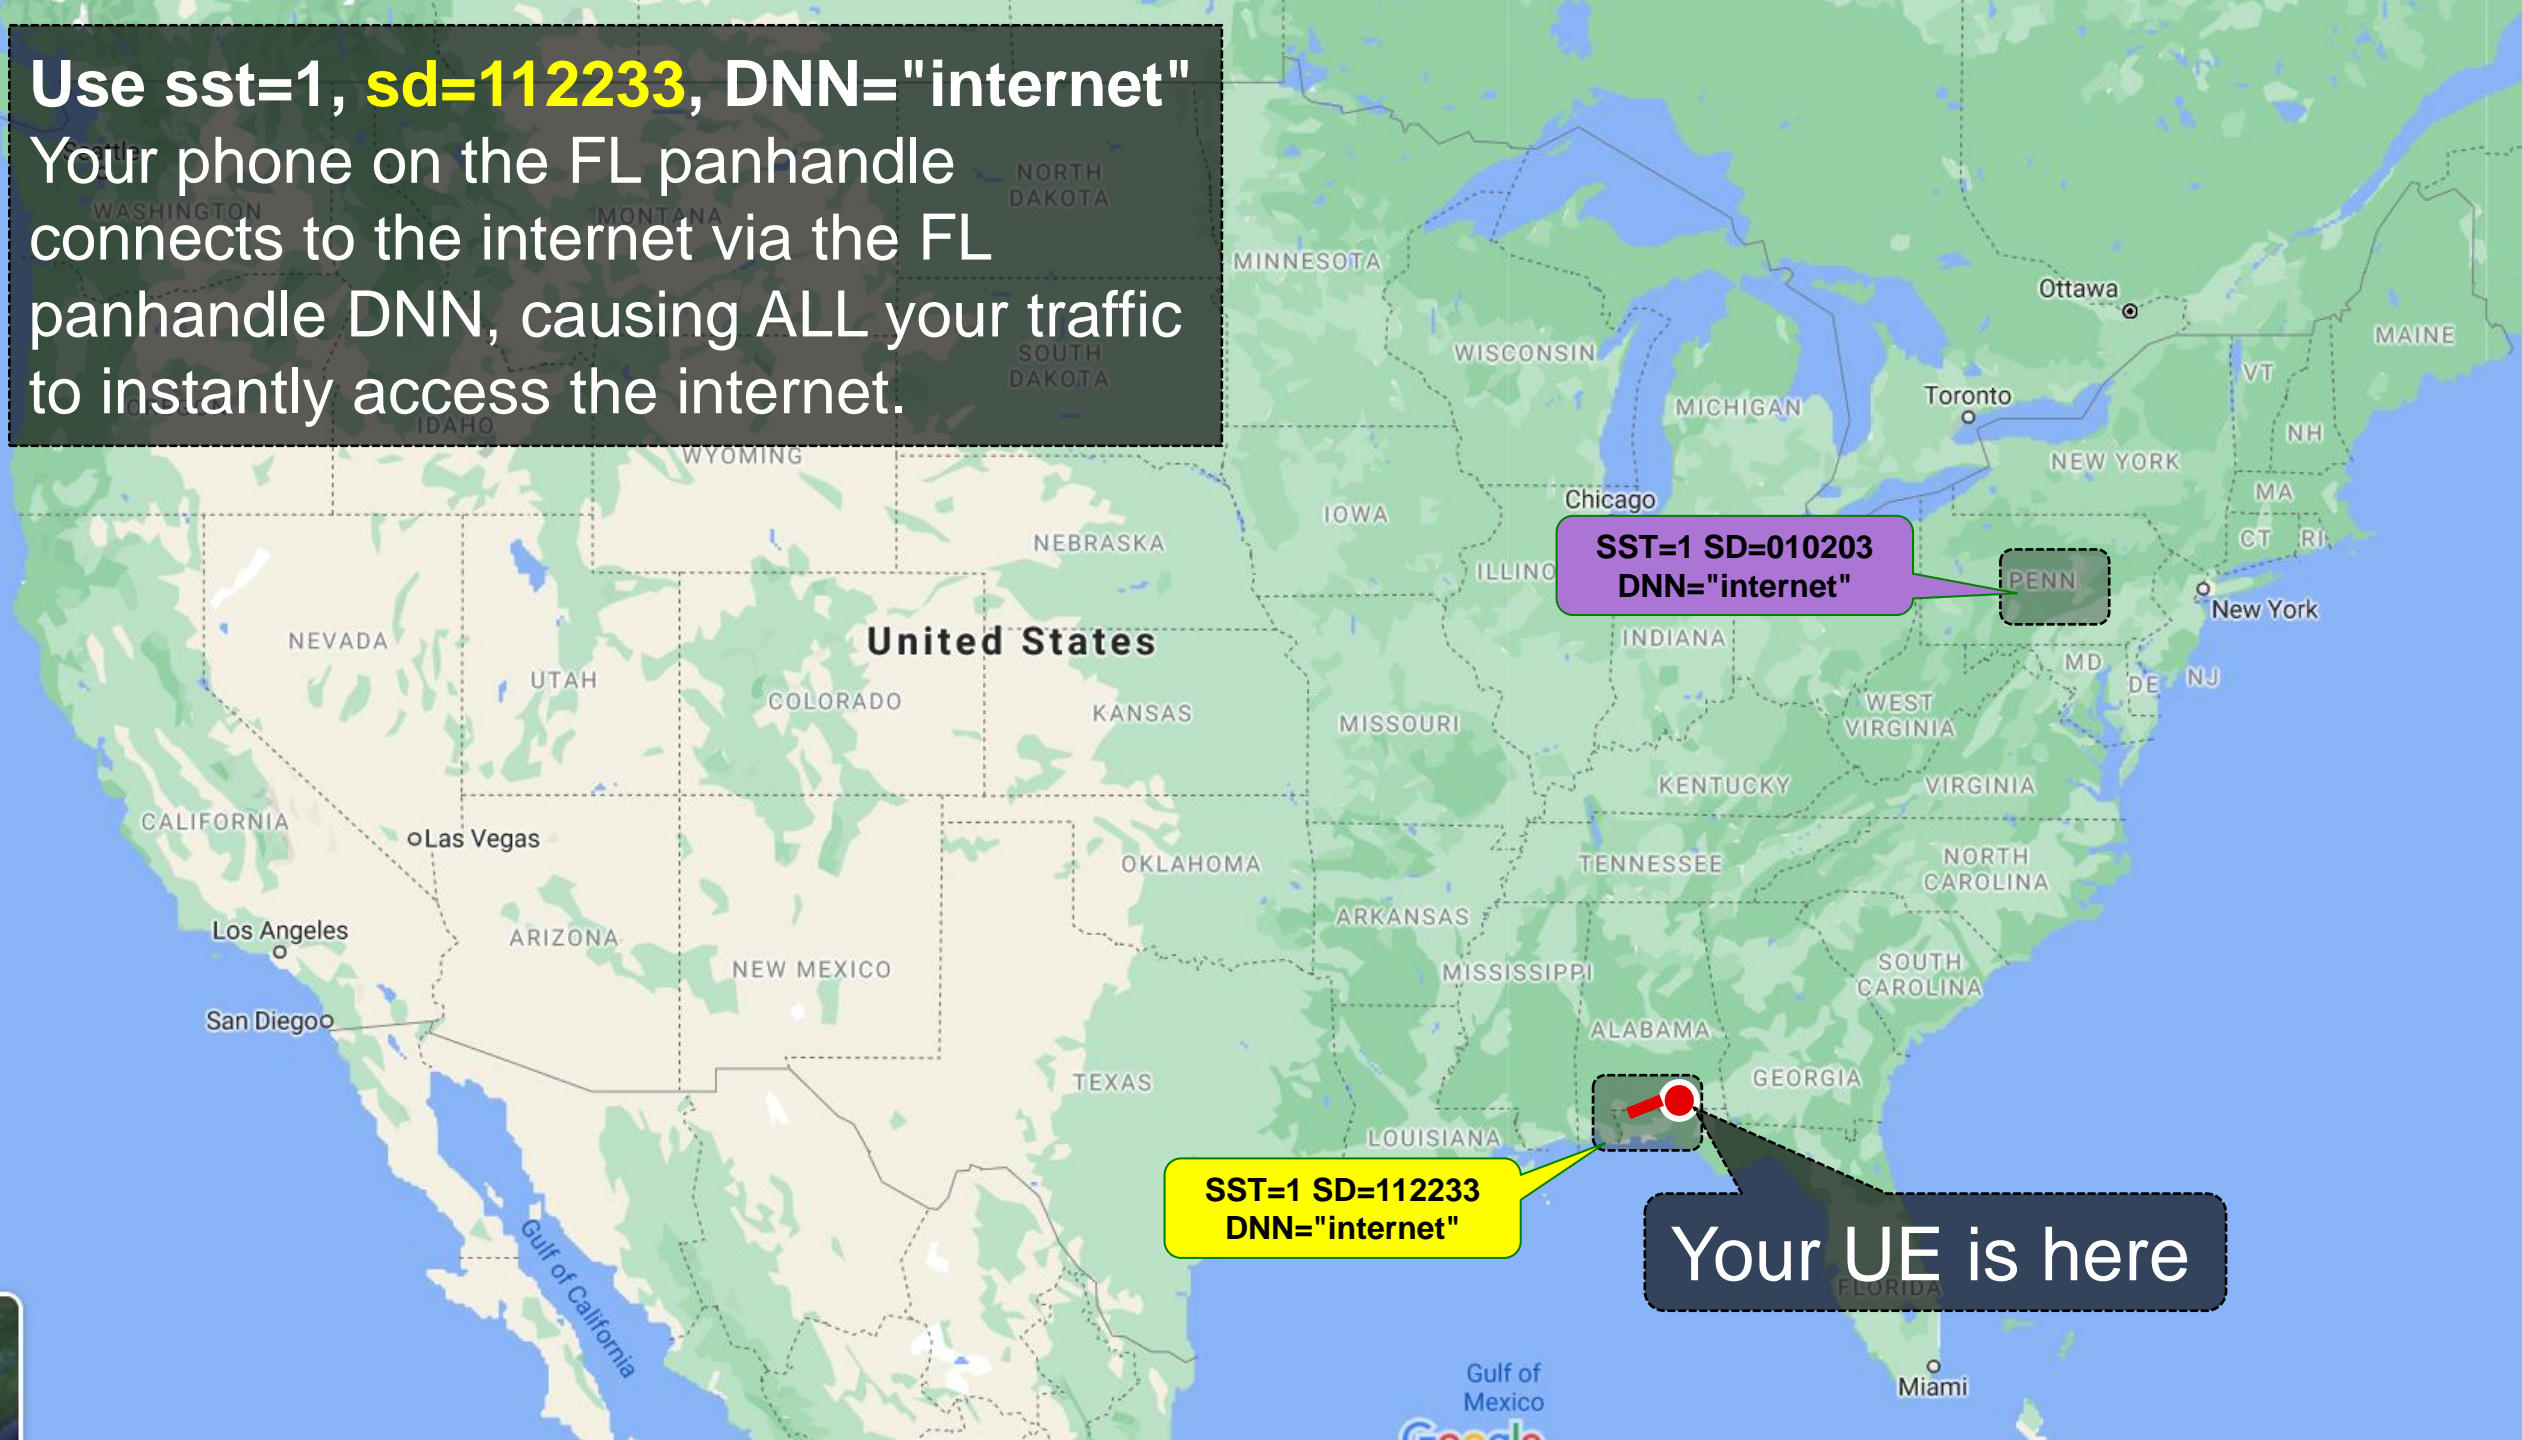 Use sst=1, sd=112233, DNN="internet"
Your phone on the FL panhandle
connects to the internet via the FL
panhandle DNN, causing ALL your traffic
to instantly access the internet.
Seattle
WASHINGTON
MONTANA
NORTH
DAKOTA
SOUTH
DAKOTA
OREGON
IDAHO
WYOMING
MINNESOTA
Ottawa
MAINE
WISCONSIN
VT
Toronto
MICHIGAN
NH
NEW YORK
MA
Chicago
IOWA
CT
RI
NEBRASKA
SST=1 SD=010203
DNN="internet"
ILLINO
PENN
New York
NEVADA
United States
INDIANA
MD
NJ
DE
UTAH
COLORADO
KANSAS
MISSOURI
WEST
VIRGINIA
KENTUCKY
VIRGINIA
CALIFORNIA
Las Vegas
OKLAHOMA
TENNESSEE
NORTH
CAROLINA
Los Angeles
ARIZONA
ARKANSAS
NEW MEXICO
MISSISSIPPI
SOUTH
CAROLINA
San Diego
ALABAMA
TEXAS
GEORGIA
LOUISIANA
SST=1 SD=112233
DNN="internet"
Your UE is here
FLORIDA
Gulf of California
Gulf of
Mexico
Miami
Google